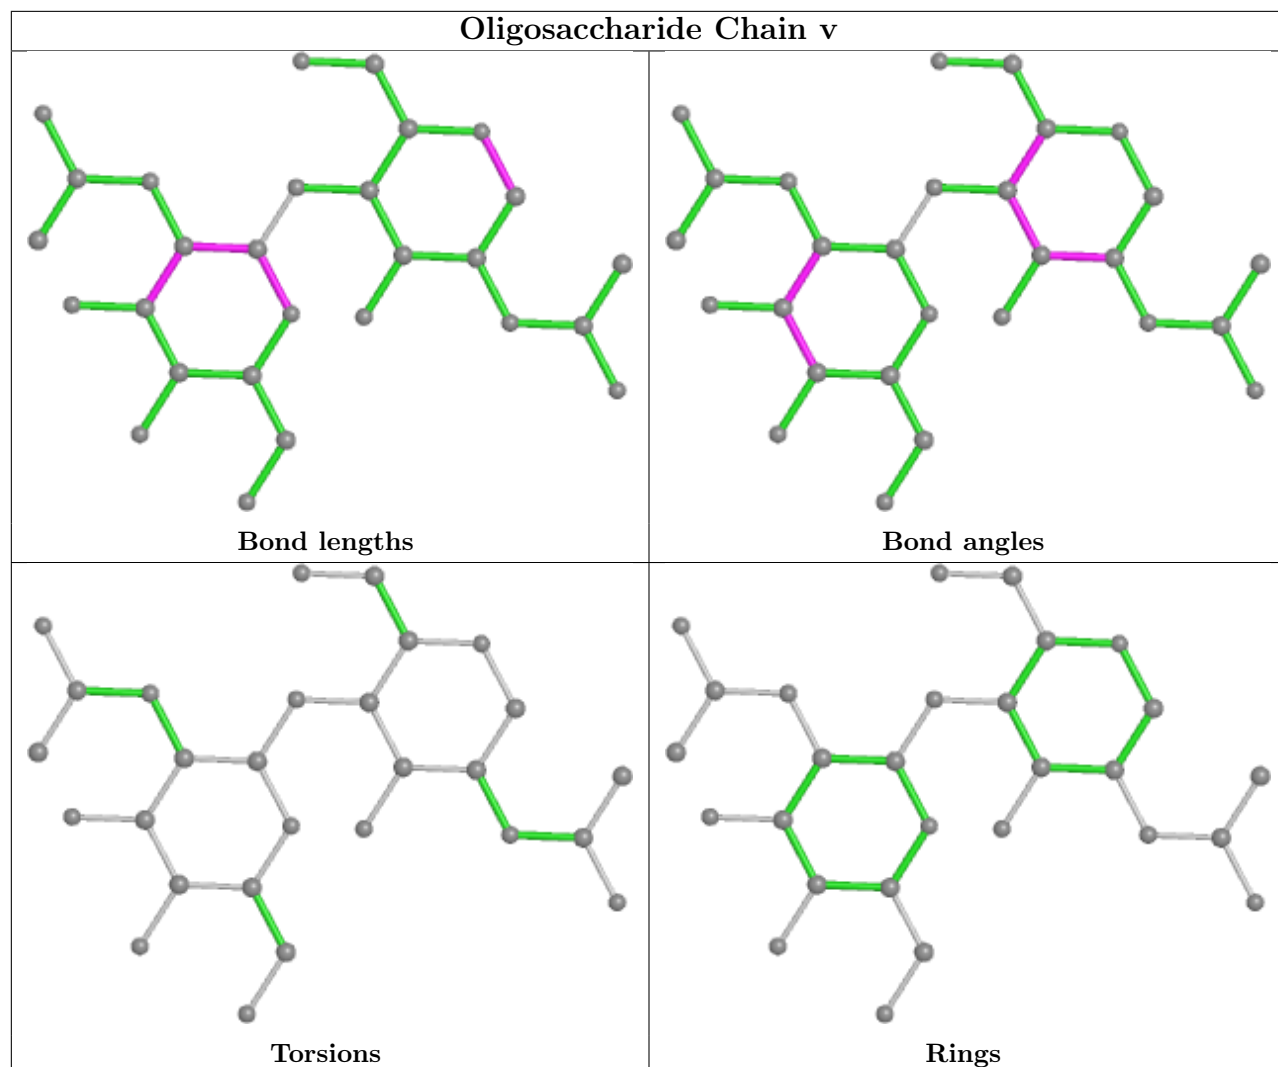 Oligosaccharide Chain v
Bond lengths
Bond angles
Torsions
Rings